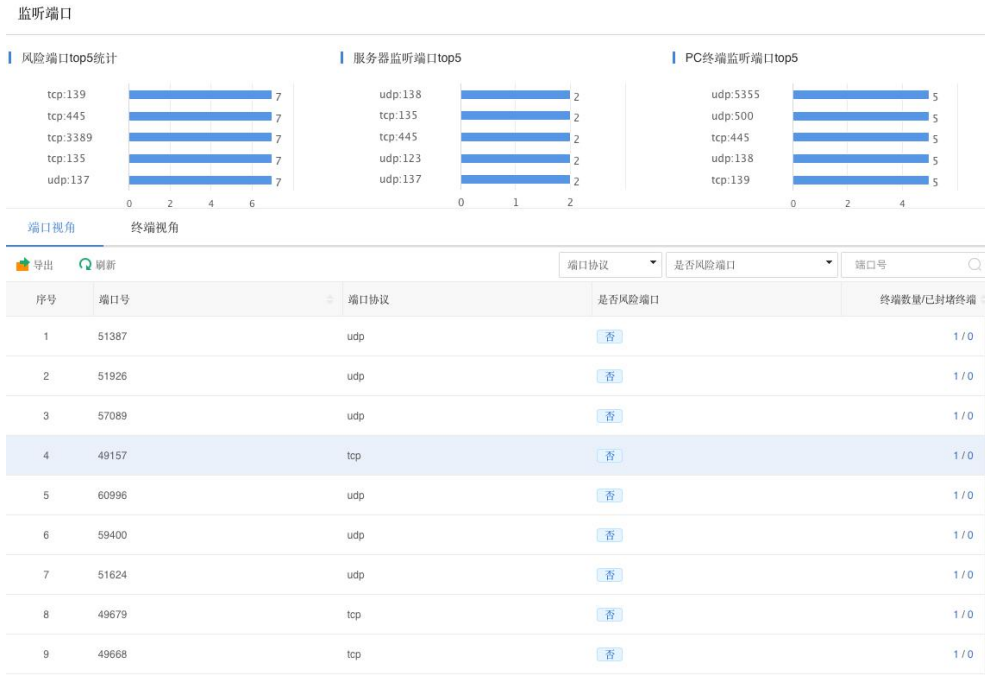 监听端口
风险端口top5统计
tcp:139 7
tcp:445 7
tcp:3389 7
tcp:135 7
udp:137 7
0 2 4 6
服务器监听端口top5
udp:138 2
tcp:135 2
tcp:445 2
udp:123 2
udp:137 2
0 1 2
PC终端监听端口top5
udp:5355 5
udp:500 5
tcp:445 5
udp:138 5
tcp:139 5
0 2 4
端口视角 终端视角
导出 刷新 端口协议 是否风险端口 端口号
序号 端口号 端口协议 是否风险端口 终端数量/已封堵终端
1 51387 udp 否 1 / 0
2 51926 udp 否 1 / 0
3 57089 udp 否 1 / 0
4 49157 tcp 否 1 / 0
5 60996 udp 否 1 / 0
6 59400 udp 否 1 / 0
7 51624 udp 否 1 / 0
8 49679 tcp 否 1 / 0
9 49668 tcp 否 1 / 0